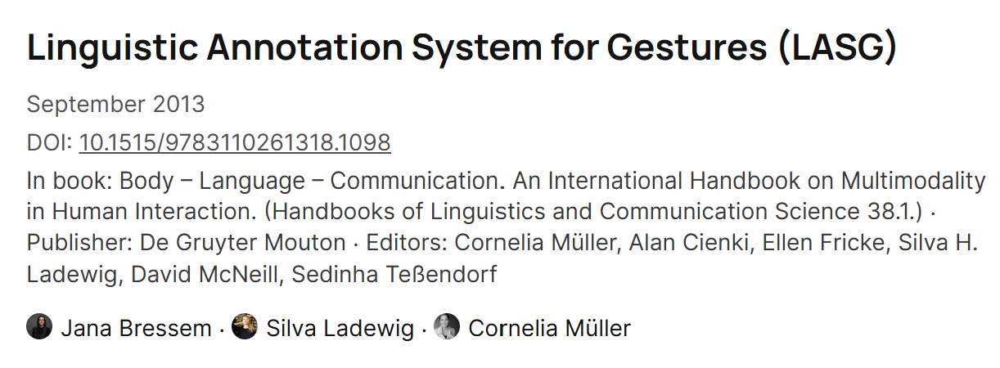 Linguistic Annotation System for Gestures (LASG)
September 2013
DOI: 10.1515/9783110261318.1098
In book: Body – Language – Communication. An International Handbook on Multimodality
in Human Interaction. (Handbooks of Linguistics and Communication Science 38.1.) ·
Publisher: De Gruyter Mouton · Editors: Cornelia Müller, Alan Cienki, Ellen Fricke, Silva H.
Ladewig, David McNeill, Sedinha Teßendorf
Jana Bressem · Silva Ladewig · Cornelia Müller